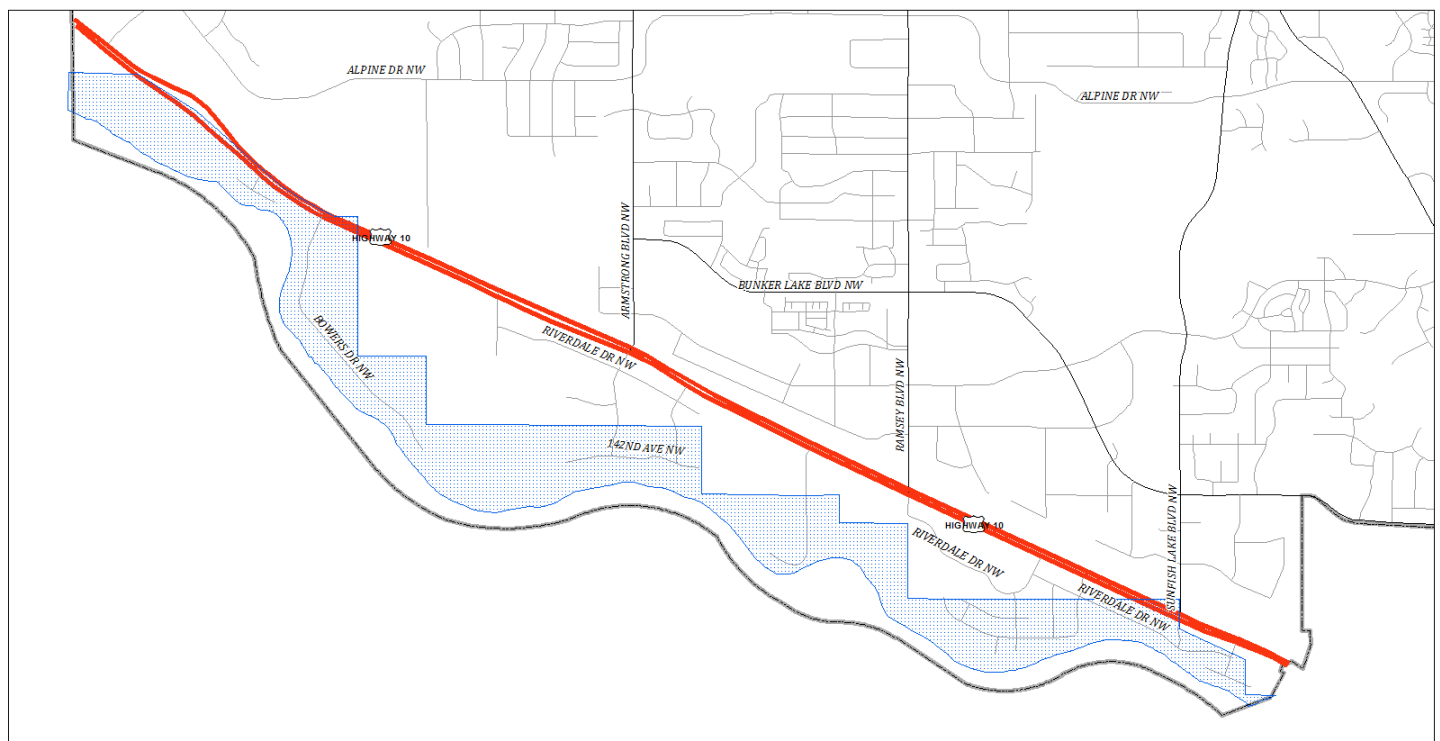 ALPINE DR NW
ALPINE DR NW
ARMSTRONG BLVD NW
HIGHWAY 10
BUNKER LAKE BLVD NW
BOWERS DR NW
RIVERDALE DR NW
RAMSEY BLVD NW
142ND AVE NW
SUNFISH LAKE BLVD NW
HIGHWAY 10
RIVERDALE DR NW
RIVERDALE DR NW